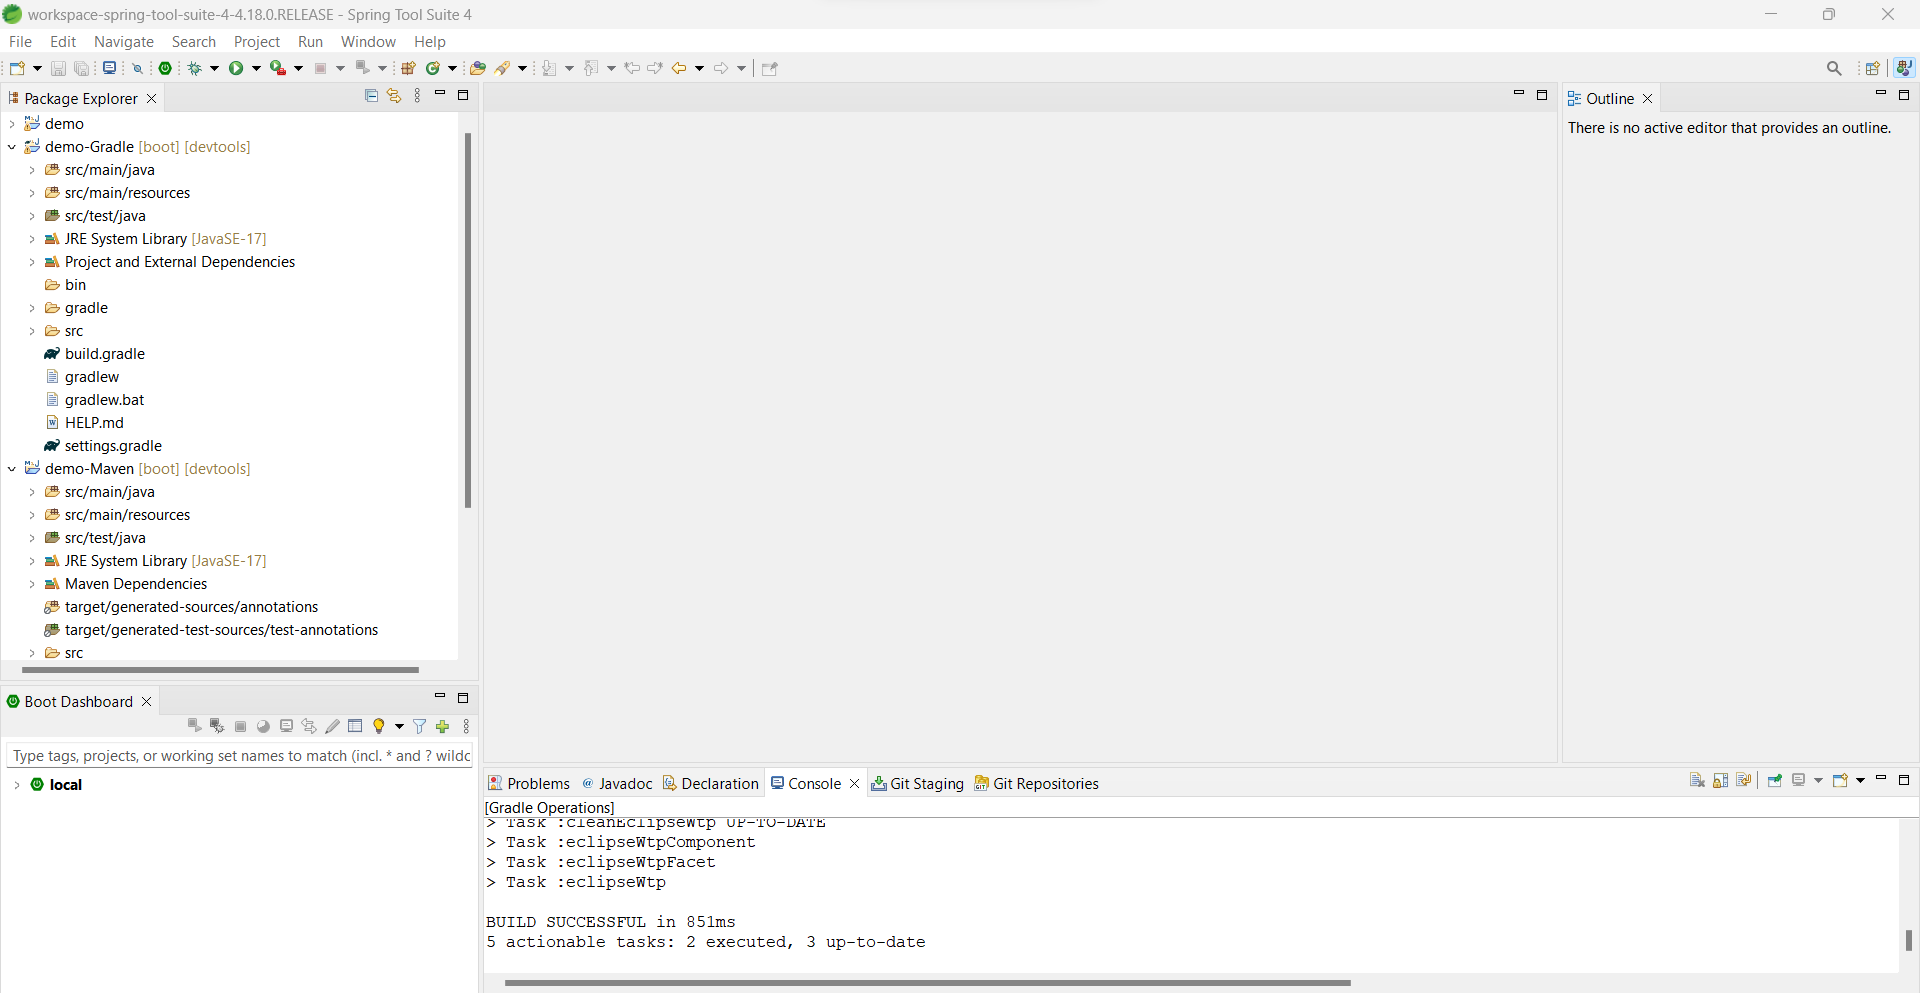 workspace-spring-tool-suite-4-4.18.0.RELEASE - Spring Tool Suite 4
File Edit Navigate Search Project Run Window Help
Package Explorer
demo
demo-Gradle [boot] [devtools]
src/main/java
src/main/resources
src/test/java
JRE System Library [JavaSE-17]
Project and External Dependencies
bin
gradle
src
build.gradle
gradlew
gradlew.bat
HELP.md
settings.gradle
demo-Maven [boot] [devtools]
src/main/java
src/main/resources
src/test/java
JRE System Library [JavaSE-17]
Maven Dependencies
target/generated-sources/annotations
target/generated-test-sources/test-annotations
src
Boot Dashboard
Type tags, projects, or working set names to match (incl. * and ? wildc
local
Outline
There is no active editor that provides an outline.
Problems Javadoc Declaration Console Git Staging Git Repositories
[Gradle Operations]
> Task :cleanEclipseWtp UP-TO-DATE
> Task :eclipseWtpComponent
> Task :eclipseWtpFacet
> Task :eclipseWtp
BUILD SUCCESSFUL in 851ms
5 actionable tasks: 2 executed, 3 up-to-date